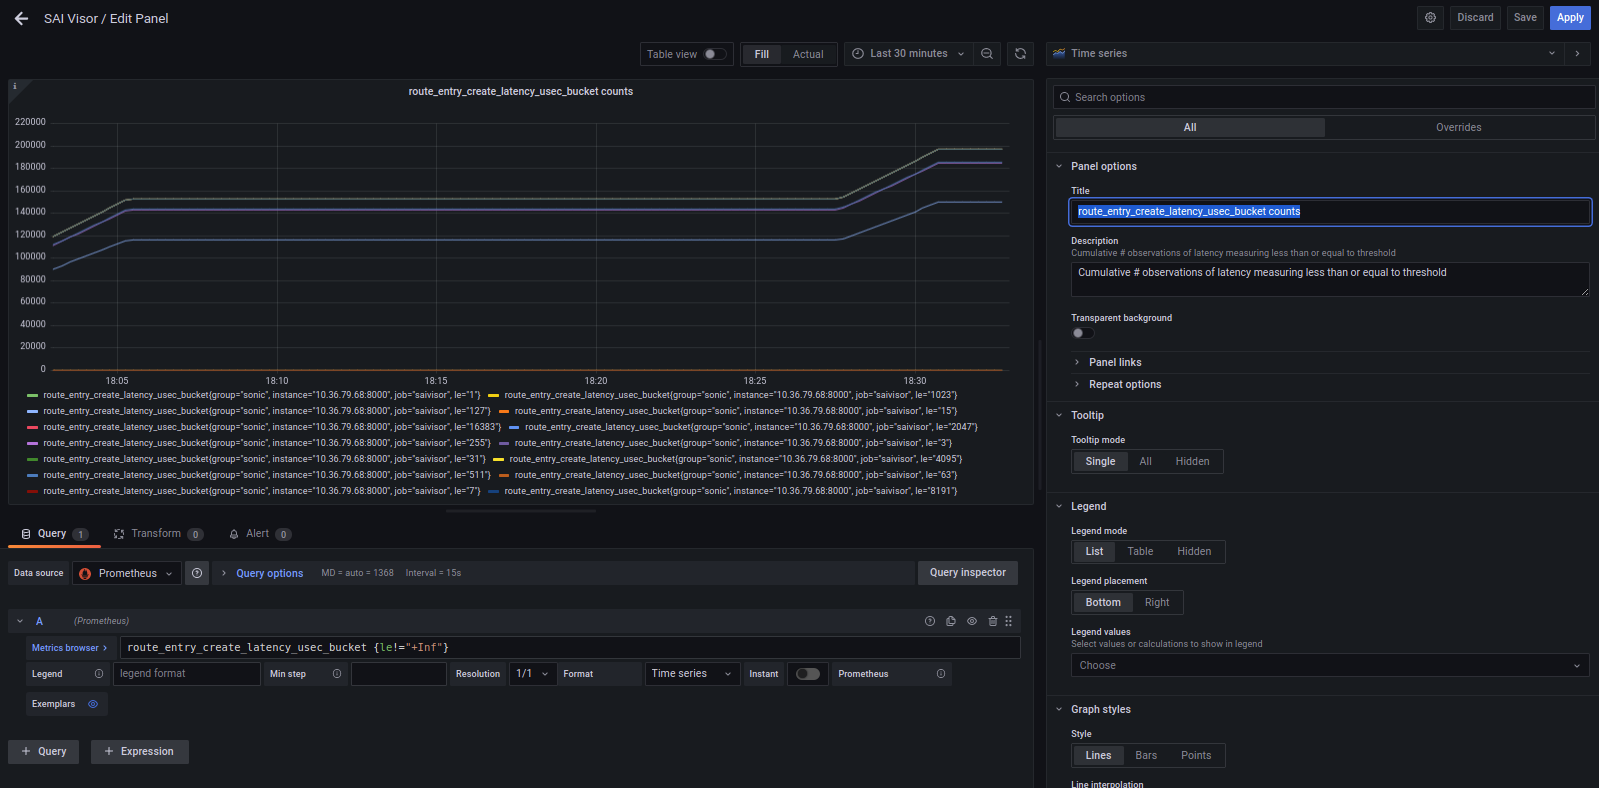 SAI Visor / Edit Panel
Discard
Save
Apply
Table view
Fill
Actual
Last 30 minutes
Time series
i
route_entry_create_latency_usec_bucket counts
220000
200000
180000
160000
140000
120000
100000
80000
60000
40000
20000
0
18:05
18:10
18:15
18:20
18:25
18:30
route_entry_create_latency_usec_bucket{group="sonic", instance="10.36.79.68:8000", job="saivisor", le="1"}
route_entry_create_latency_usec_bucket{group="sonic", instance="10.36.79.68:8000", job="saivisor", le="1023"}
route_entry_create_latency_usec_bucket{group="sonic", instance="10.36.79.68:8000", job="saivisor", le="127"}
route_entry_create_latency_usec_bucket{group="sonic", instance="10.36.79.68:8000", job="saivisor", le="15"}
route_entry_create_latency_usec_bucket{group="sonic", instance="10.36.79.68:8000", job="saivisor", le="16383"}
route_entry_create_latency_usec_bucket{group="sonic", instance="10.36.79.68:8000", job="saivisor", le="2047"}
route_entry_create_latency_usec_bucket{group="sonic", instance="10.36.79.68:8000", job="saivisor", le="255"}
route_entry_create_latency_usec_bucket{group="sonic", instance="10.36.79.68:8000", job="saivisor", le="3"}
route_entry_create_latency_usec_bucket{group="sonic", instance="10.36.79.68:8000", job="saivisor", le="31"}
route_entry_create_latency_usec_bucket{group="sonic", instance="10.36.79.68:8000", job="saivisor", le="4095"}
route_entry_create_latency_usec_bucket{group="sonic", instance="10.36.79.68:8000", job="saivisor", le="511"}
route_entry_create_latency_usec_bucket{group="sonic", instance="10.36.79.68:8000", job="saivisor", le="63"}
route_entry_create_latency_usec_bucket{group="sonic", instance="10.36.79.68:8000", job="saivisor", le="7"}
route_entry_create_latency_usec_bucket{group="sonic", instance="10.36.79.68:8000", job="saivisor", le="8191"}
Query 1
Transform 0
Alert 0
Data source
Prometheus
Query options
MD = auto = 1368
Interval = 15s
Query inspector
A
(Prometheus)
Metrics browser >
route_entry_create_latency_usec_bucket {le!="+Inf"}
Legend
legend format
Min step
Resolution
1/1
Format
Time series
Instant
Prometheus
Exemplars
+ Query
+ Expression
Search options
All
Overrides
Panel options
Title
route_entry_create_latency_usec_bucket counts
Description
Cumulative # observations of latency measuring less than or equal to threshold
Cumulative # observations of latency measuring less than or equal to threshold
Transparent background
Panel links
Repeat options
Tooltip
Tooltip mode
Single
All
Hidden
Legend
Legend mode
List
Table
Hidden
Legend placement
Bottom
Right
Legend values
Select values or calculations to show in legend
Choose
Graph styles
Style
Lines
Bars
Points
Line interpolation